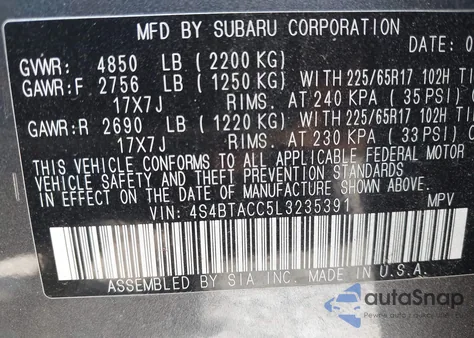 MFD BY SUBARU CORPORATION
DATE: 0
GVWR: 4850 LB (2200 KG)
GAWR:F 2756 LB (1250 KG) WITH 225/65R17 102H TI
17X7J RIMS. AT 240 KPA (35 PSI) C
GAWR:R 2690 LB (1220 KG) WITH 225/65R17 102H TI
17X7J RIMS. AT 230 KPA (33 PSI) C
THIS VEHICLE CONFORMS TO ALL APPLICABLE FEDERAL MOTOR
VEHICLE SAFETY AND THEFT PREVENTION STANDARDS
IN EFFECT ON THE DATE OF MANUFACTURE SHOWN ABOVE.
VIN: 4S4BTACC5L3235391 MPV
ASSEMBLED BY SIA INC. MADE IN U.S.A.
autoSnap